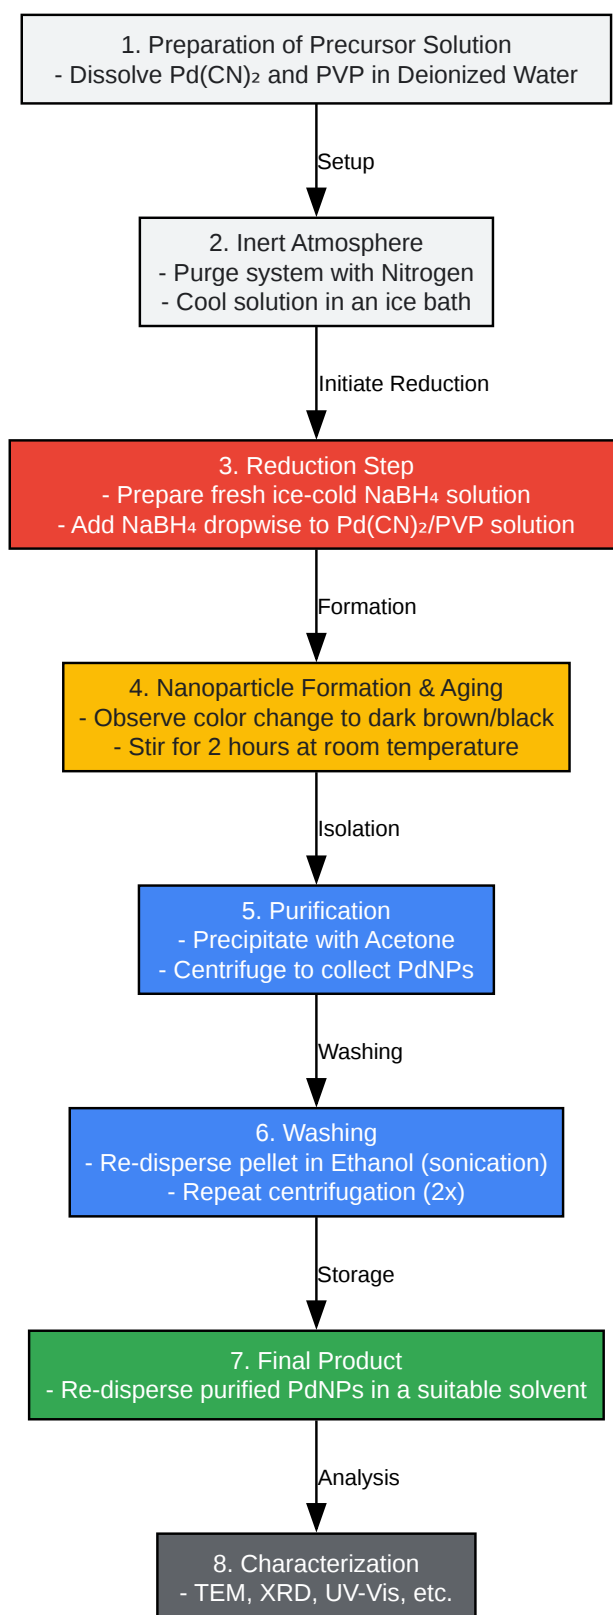 1. Preparation of Precursor Solution
- Dissolve Pd(CN)₂ and PVP in Deionized Water
Setup
2. Inert Atmosphere
- Purge system with Nitrogen
- Cool solution in an ice bath
Initiate Reduction
3. Reduction Step
- Prepare fresh ice-cold NaBH₄ solution
- Add NaBH₄ dropwise to Pd(CN)₂/PVP solution
Formation
4. Nanoparticle Formation & Aging
- Observe color change to dark brown/black
- Stir for 2 hours at room temperature
Isolation
5. Purification
- Precipitate with Acetone
- Centrifuge to collect PdNPs
Washing
6. Washing
- Re-disperse pellet in Ethanol (sonication)
- Repeat centrifugation (2x)
Storage
7. Final Product
- Re-disperse purified PdNPs in a suitable solvent
Analysis
8. Characterization
- TEM, XRD, UV-Vis, etc.